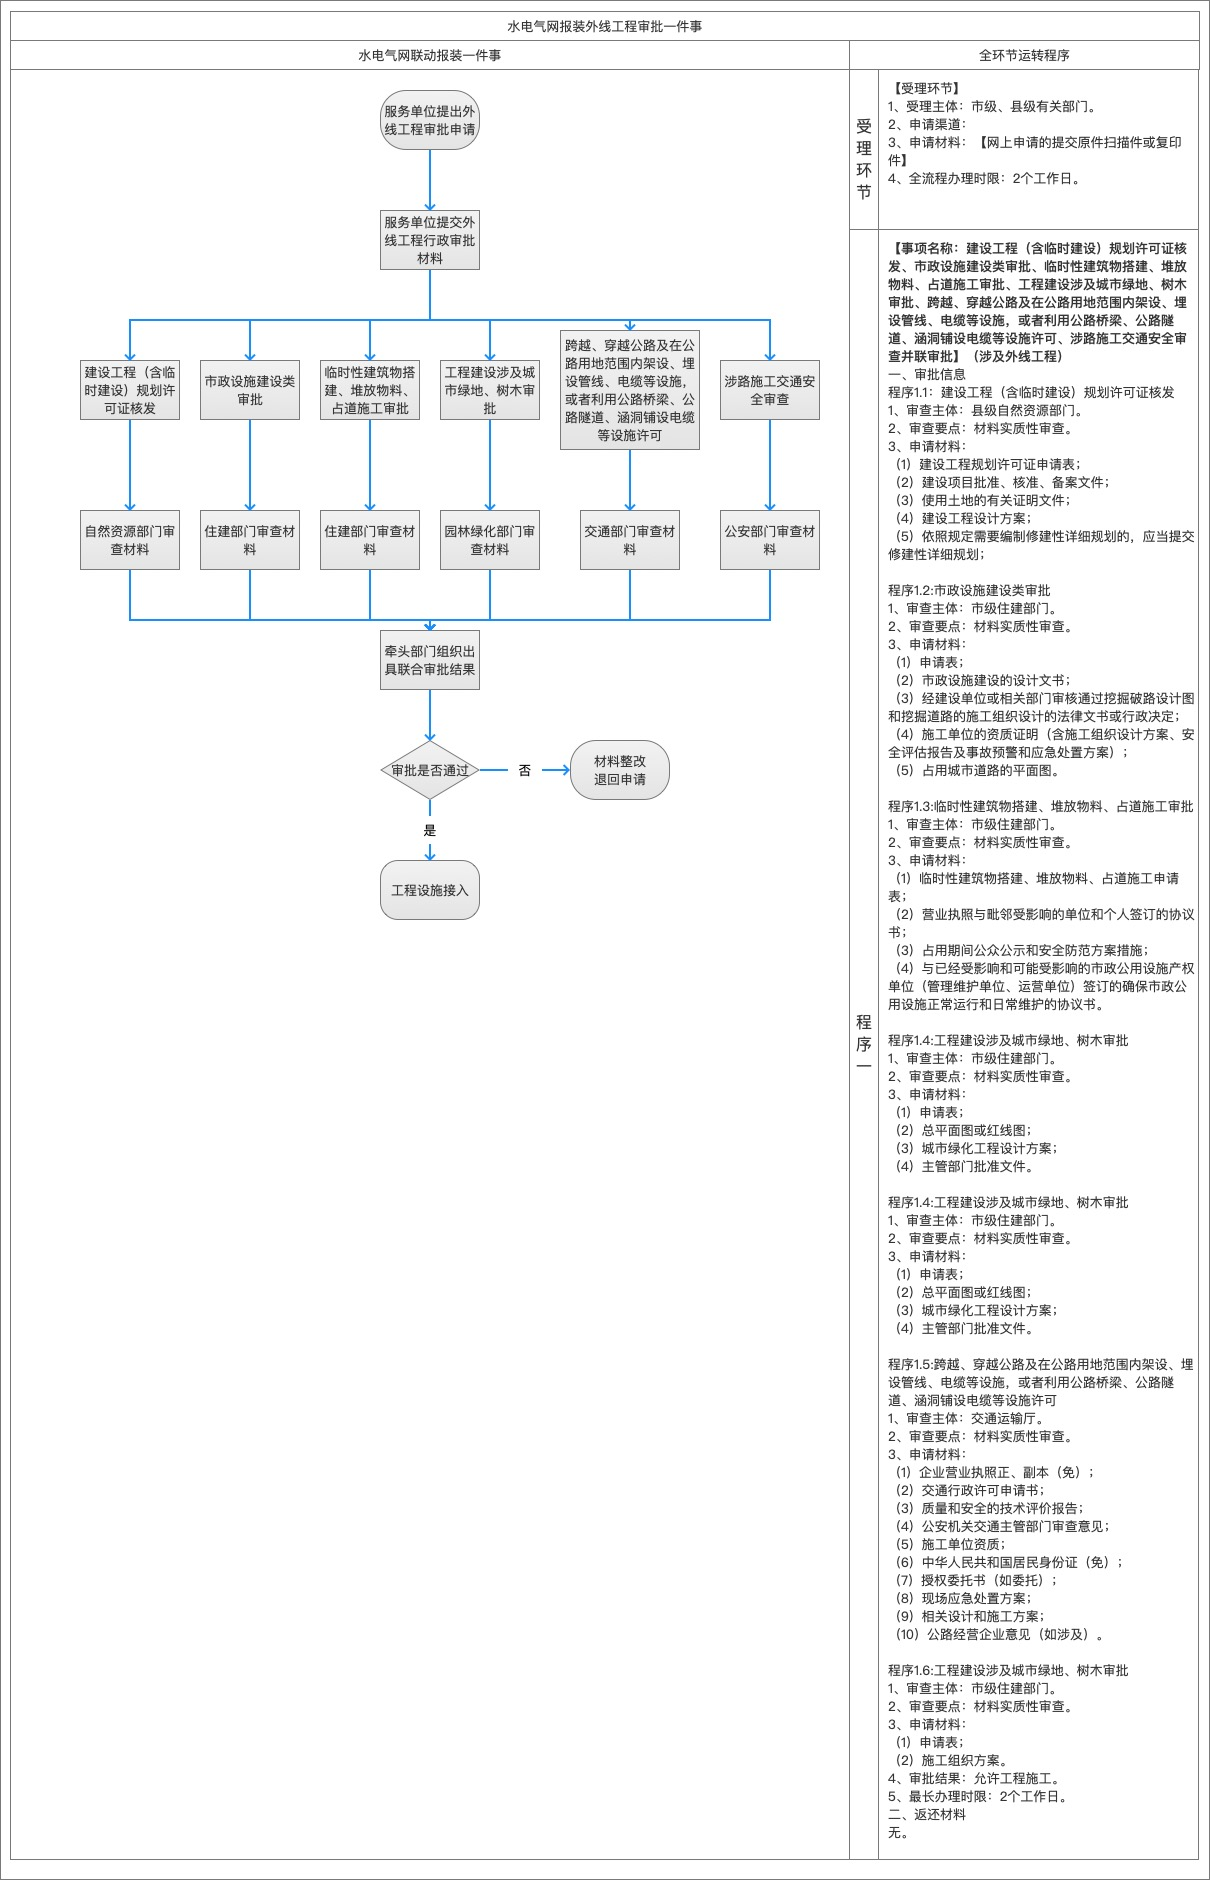 水电气网报装外线工程审批一件事
水电气网联动报装一件事
全环节运转程序
服务单位提出外
线工程审批申请
服务单位提交外
线工程行政审批
材料
建设工程（含临
时建设）规划许
可证核发
市政设施建设类
审批
临时性建筑物搭
建、堆放物料、
占道施工审批
工程建设涉及城
市绿地、树木审
批
跨越、穿越公路及在公
路用地范围内架设、埋
设管线、电缆等设施，
或者利用公路桥梁、公
路隧道、涵洞铺设电缆
等设施许可
涉路施工交通安
全审查
自然资源部门审
查材料
住建部门审查材
料
住建部门审查材
料
园林绿化部门审
查材料
交通部门审查材
料
公安部门审查材
料
牵头部门组织出
具联合审批结果
审批是否通过
否
材料整改
退回申请
是
工程设施接入
受
理
环
节
【受理环节】
1、受理主体：市级、县级有关部门。
2、申请渠道：
3、申请材料：【网上申请的提交原件扫描件或复印
件】
4、全流程办理时限：2个工作日。
程
序
一
【事项名称：建设工程（含临时建设）规划许可证核
发、市政设施建设类审批、临时性建筑物搭建、堆放
物料、占道施工审批、工程建设涉及城市绿地、树木
审批、跨越、穿越公路及在公路用地范围内架设、埋
设管线、电缆等设施，或者利用公路桥梁、公路隧
道、涵洞铺设电缆等设施许可、涉路施工交通安全审
查并联审批】（涉及外线工程）
一、审批信息
程序1.1：建设工程（含临时建设）规划许可证核发
1、审查主体：县级自然资源部门。
2、审查要点：材料实质性审查。
3、申请材料：
（1）建设工程规划许可证申请表；
（2）建设项目批准、核准、备案文件；
（3）使用土地的有关证明文件；
（4）建设工程设计方案；
（5）依照规定需要编制修建性详细规划的，应当提交
修建性详细规划；
程序1.2:市政设施建设类审批
1、审查主体：市级住建部门。
2、审查要点：材料实质性审查。
3、申请材料：
（1）申请表；
（2）市政设施建设的设计文书；
（3）经建设单位或相关部门审核通过挖掘破路设计图
和挖掘道路的施工组织设计的法律文书或行政决定；
（4）施工单位的资质证明（含施工组织设计方案、安
全评估报告及事故预警和应急处置方案）；
（5）占用城市道路的平面图。
程序1.3:临时性建筑物搭建、堆放物料、占道施工审批
1、审查主体：市级住建部门。
2、审查要点：材料实质性审查。
3、申请材料：
（1）临时性建筑物搭建、堆放物料、占道施工申请
表；
（2）营业执照与毗邻受影响的单位和个人签订的协议
书；
（3）占用期间公众公示和安全防范方案措施；
（4）与已经受影响和可能受影响的市政公用设施产权
单位（管理维护单位、运营单位）签订的确保市政公
用设施正常运行和日常维护的协议书。
程序1.4:工程建设涉及城市绿地、树木审批
1、审查主体：市级住建部门。
2、审查要点：材料实质性审查。
3、申请材料：
（1）申请表；
（2）总平面图或红线图；
（3）城市绿化工程设计方案；
（4）主管部门批准文件。
程序1.4:工程建设涉及城市绿地、树木审批
1、审查主体：市级住建部门。
2、审查要点：材料实质性审查。
3、申请材料：
（1）申请表；
（2）总平面图或红线图；
（3）城市绿化工程设计方案；
（4）主管部门批准文件。
程序1.5:跨越、穿越公路及在公路用地范围内架设、埋
设管线、电缆等设施，或者利用公路桥梁、公路隧
道、涵洞铺设电缆等设施许可
1、审查主体：交通运输厅。
2、审查要点：材料实质性审查。
3、申请材料：
（1）企业营业执照正、副本（免）；
（2）交通行政许可申请书；
（3）质量和安全的技术评价报告；
（4）公安机关交通主管部门审查意见；
（5）施工单位资质；
（6）中华人民共和国居民身份证（免）；
（7）授权委托书（如委托）；
（8）现场应急处置方案；
（9）相关设计和施工方案；
（10）公路经营企业意见（如涉及）。
程序1.6:工程建设涉及城市绿地、树木审批
1、审查主体：市级住建部门。
2、审查要点：材料实质性审查。
3、申请材料：
（1）申请表；
（2）施工组织方案。
4、审批结果：允许工程施工。
5、最长办理时限：2个工作日。
二、返还材料
无。